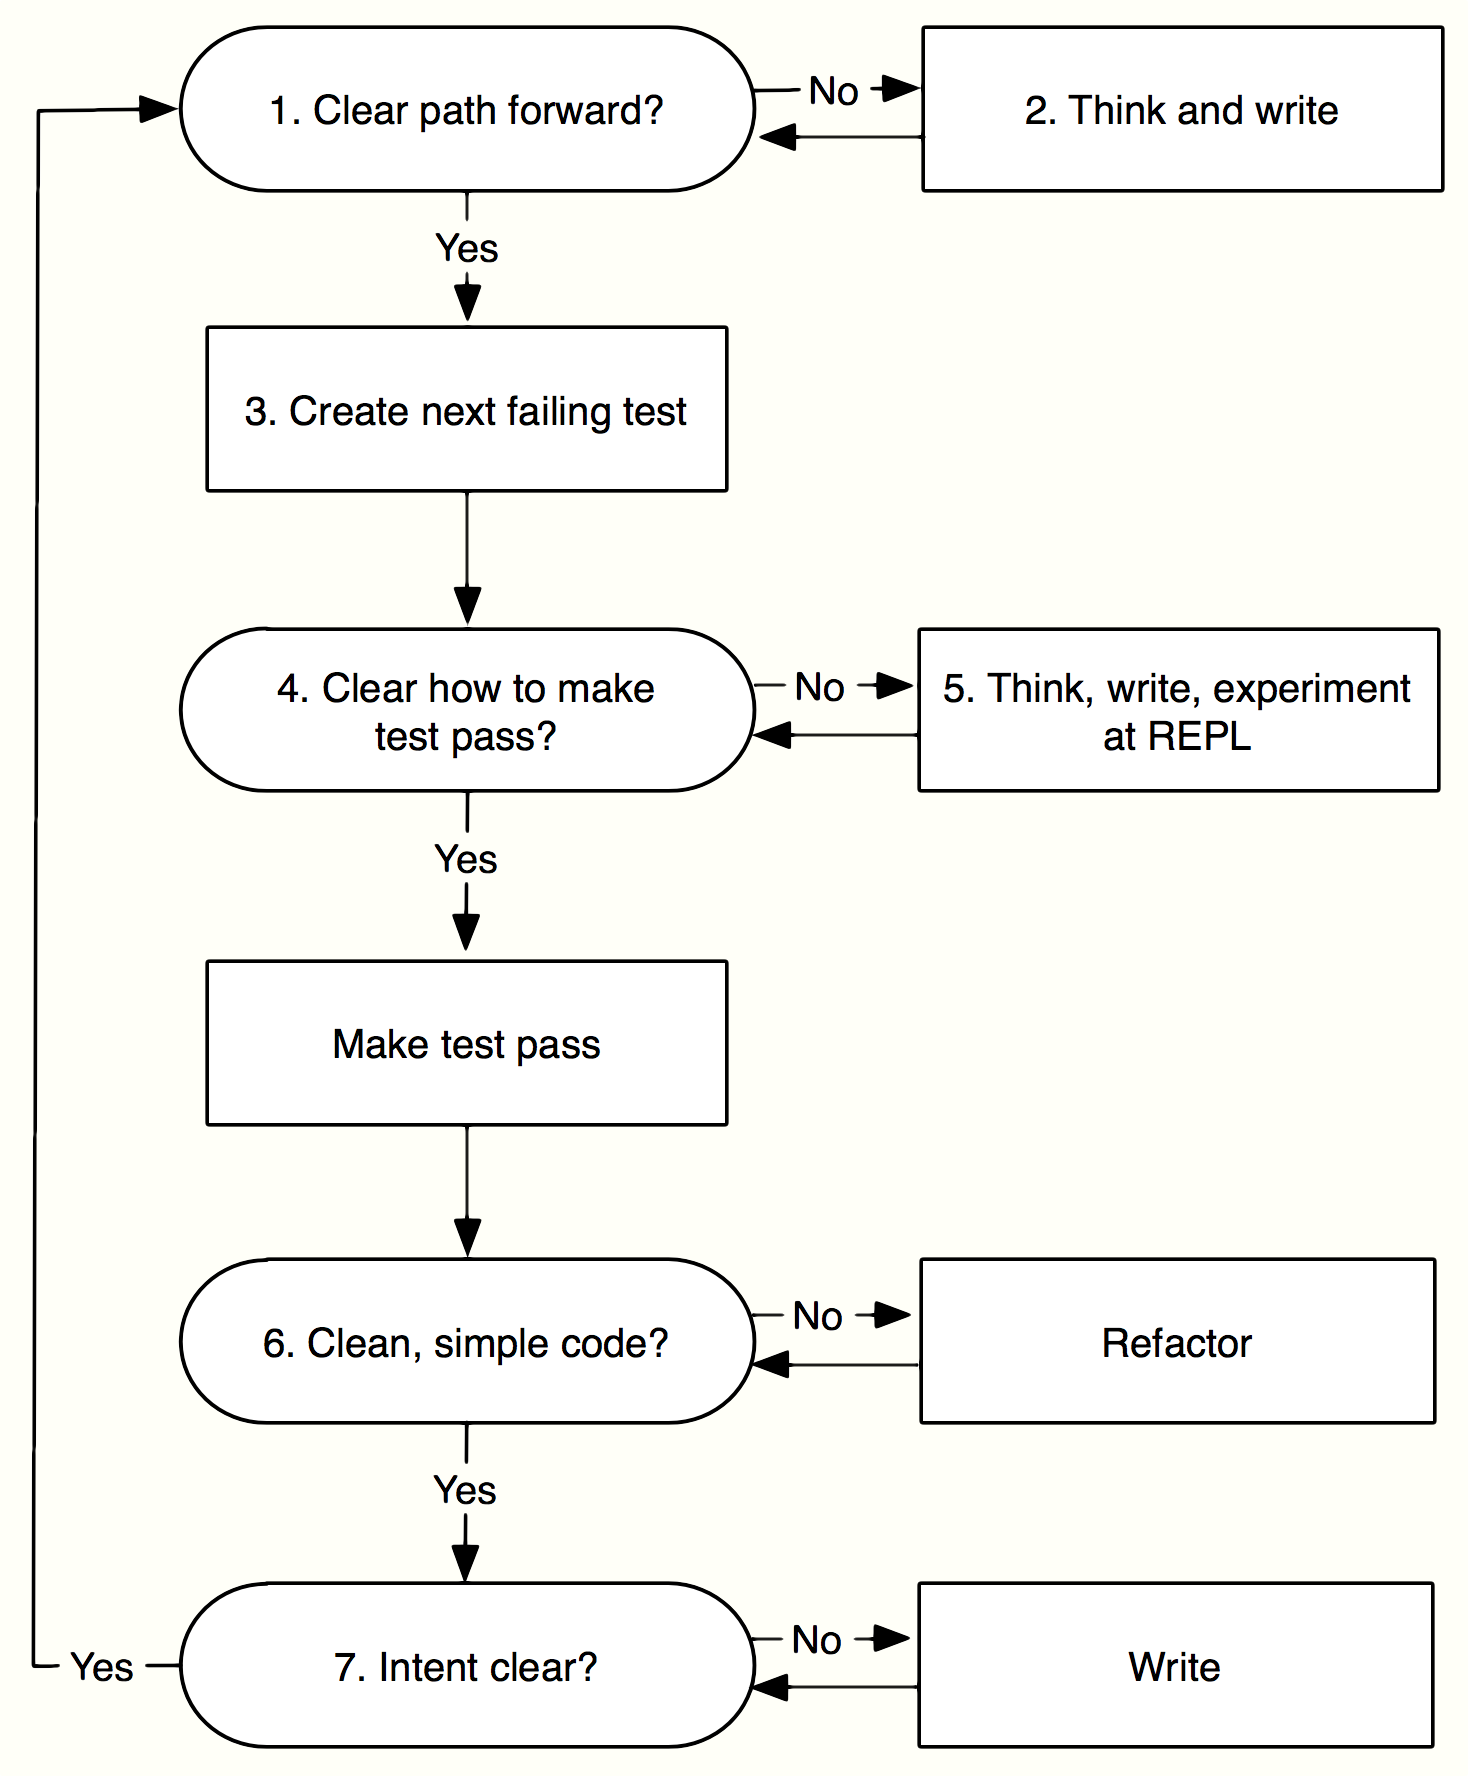 1. Clear path forward?
No
2. Think and write
Yes
3. Create next failing test
4. Clear how to make
test pass?
No
5. Think, write, experiment
at REPL
Yes
Make test pass
6. Clean, simple code?
No
Refactor
Yes
7. Intent clear?
No
Write
Yes